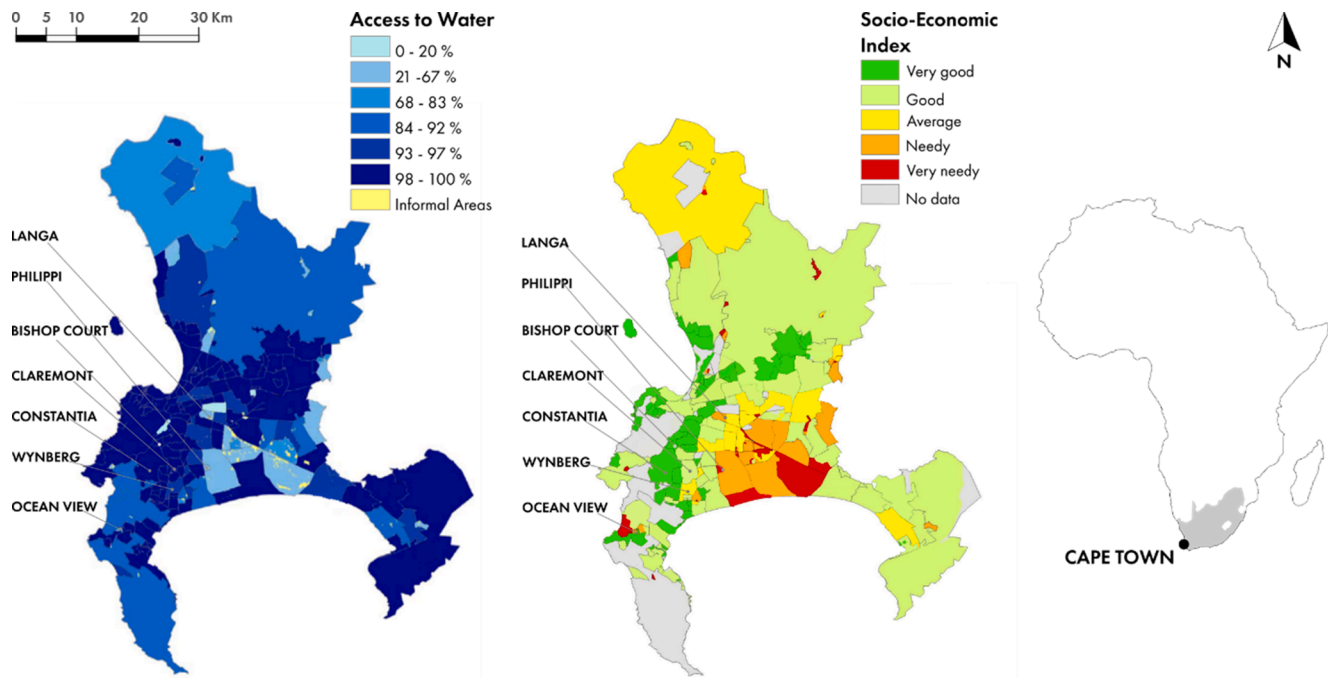 0 5 10 20 30 Km
Access to Water
0 - 20 %
21 -67 %
68 - 83 %
84 - 92 %
93 - 97 %
98 - 100 %
Informal Areas
LANGA
PHILIPPI
BISHOP COURT
CLAREMONT
CONSTANTIA
WYNBERG
OCEAN VIEW
Socio-Economic
Index
Very good
Good
Average
Needy
Very needy
No data
LANGA
PHILIPPI
BISHOP COURT
CLAREMONT
CONSTANTIA
WYNBERG
OCEAN VIEW
N
CAPE TOWN